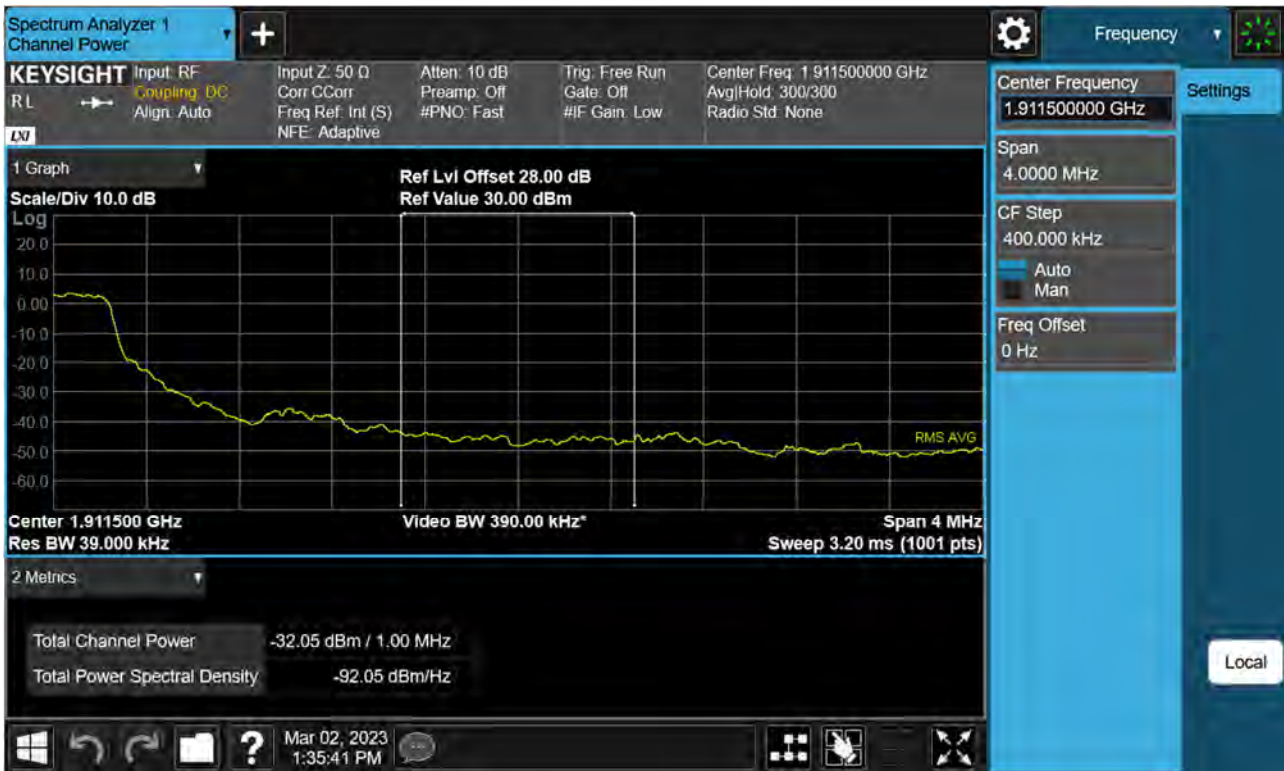 Spectrum Analyzer 1
Channel Power
Frequency
KEYSIGHT
RL
LXI
Input: RF
Coupling: DC
Align: Auto
Input Z: 50 Ω
Corr CCorr
Freq Ref: Int (S)
NFE: Adaptive
Atten: 10 dB
Preamp: Off
#PNO: Fast
Trig: Free Run
Gate: Off
#IF Gain: Low
Center Freq: 1.911500000 GHz
Avg|Hold: 300/300
Radio Std: None
Center Frequency
1.911500000 GHz
Settings
Span
4.0000 MHz
CF Step
400.000 kHz
Auto
Man
Freq Offset
0 Hz
1 Graph
Scale/Div 10.0 dB
Ref Lvl Offset 28.00 dB
Ref Value 30.00 dBm
Log
20.0
10.0
0.00
-10.0
-20.0
-30.0
-40.0
-50.0
-60.0
RMS AVG
Center 1.911500 GHz
Video BW 390.00 kHz*
Span 4 MHz
Res BW 39.000 kHz
Sweep 3.20 ms (1001 pts)
2 Metrics
Total Channel Power -32.05 dBm / 1.00 MHz
Total Power Spectral Density -92.05 dBm/Hz
Local
?
Mar 02, 2023
1:35:41 PM